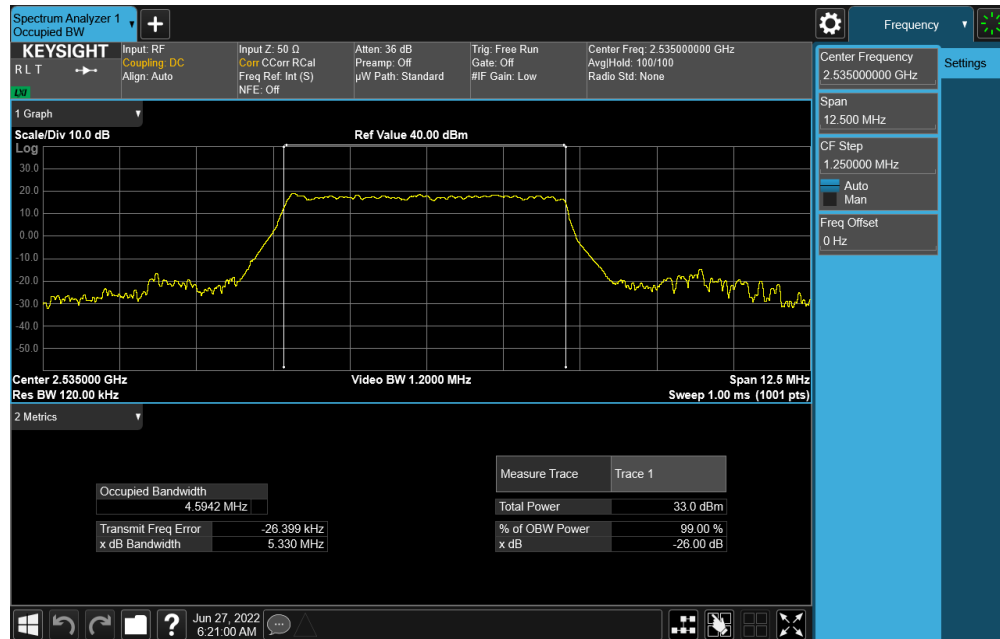 Spectrum Analyzer 1
Occupied BW
+
Frequency
KEYSIGHT
RLT
LXI
Input: RF
Coupling: DC
Align: Auto
Input Z: 50 Ω
Corr CCorr RCal
Freq Ref: Int (S)
NFE: Off
Atten: 36 dB
Preamp: Off
µW Path: Standard
Trig: Free Run
Gate: Off
#IF Gain: Low
Center Freq: 2.535000000 GHz
Avg|Hold: 100/100
Radio Std: None
Center Frequency
2.535000000 GHz
Settings
Span
12.500 MHz
CF Step
1.250000 MHz
Auto
Man
Freq Offset
0 Hz
1 Graph
Scale/Div 10.0 dB
Ref Value 40.00 dBm
Log
30.0
20.0
10.0
0.00
-10.0
-20.0
-30.0
-40.0
-50.0
Center 2.535000 GHz
Video BW 1.2000 MHz
Span 12.5 MHz
Res BW 120.00 kHz
Sweep 1.00 ms (1001 pts)
2 Metrics
Measure Trace
Trace 1
Occupied Bandwidth
4.5942 MHz
Total Power
33.0 dBm
Transmit Freq Error
-26.399 kHz
% of OBW Power
99.00 %
x dB Bandwidth
5.330 MHz
x dB
-26.00 dB
?
Jun 27, 2022
6:21:00 AM